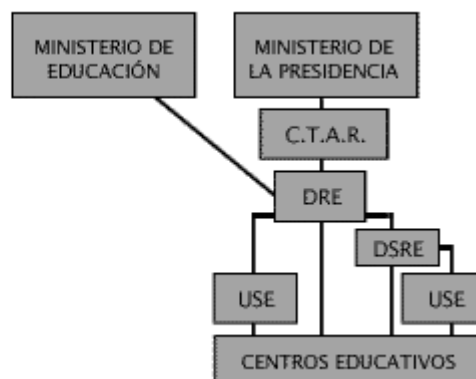 MINISTERIO DE
EDUCACIÓN
MINISTERIO DE
LA PRESIDENCIA
C.T.A.R.
DRE
DSRE
USE
USE
CENTROS EDUCATIVOS